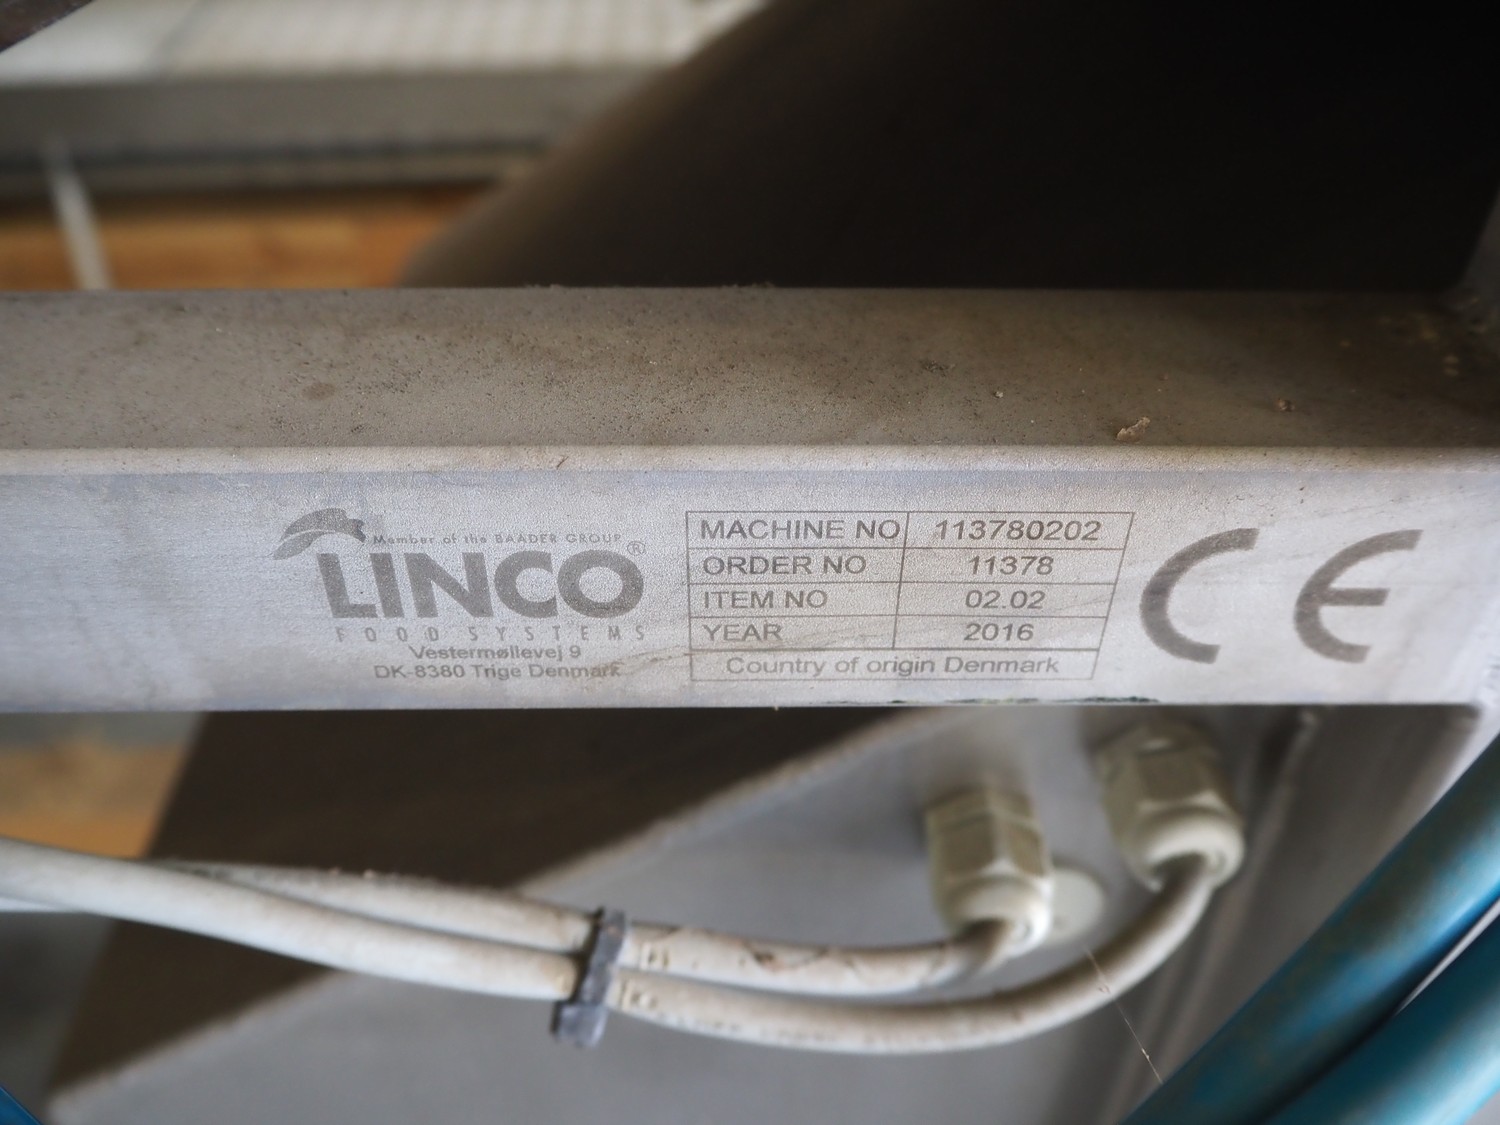 Member of the BAADER GROUP
LINCO®
FOOD SYSTEMS
Vestermøllevej 9
DK-8380 Trige Denmark
MACHINE NO 113780202
ORDER NO 11378
ITEM NO 02.02
YEAR 2016
Country of origin Denmark
CE